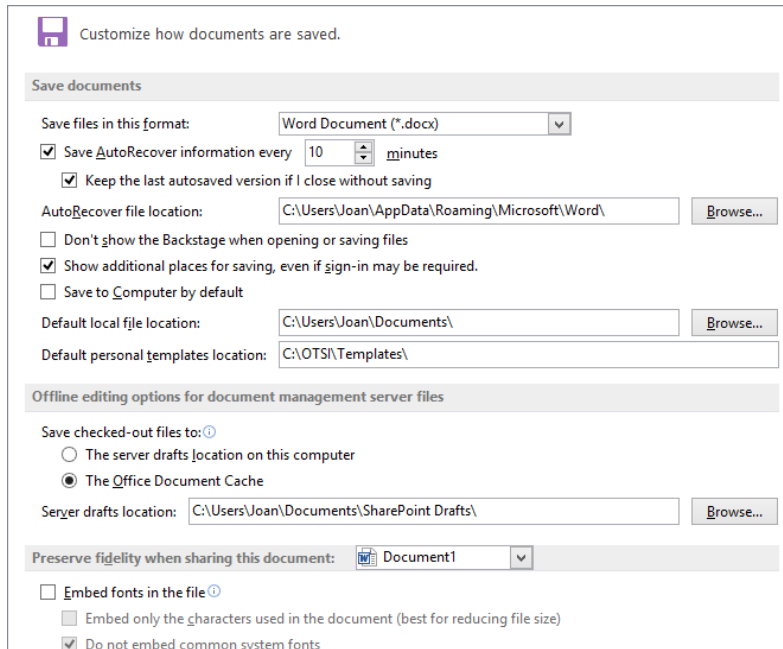 Customize how documents are saved.
Save documents
Save files in this format: Word Document (*.docx)
Save AutoRecover information every 10 minutes
Keep the last autosaved version if I close without saving
AutoRecover file location: C:\Users\Joan\AppData\Roaming\Microsoft\Word\ Browse...
Don't show the Backstage when opening or saving files
Show additional places for saving, even if sign-in may be required.
Save to Computer by default
Default local file location: C:\Users\Joan\Documents\ Browse...
Default personal templates location: C:\OTSI\Templates\
Offline editing options for document management server files
Save checked-out files to:
The server drafts location on this computer
The Office Document Cache
Server drafts location: C:\Users\Joan\Documents\SharePoint Drafts\ Browse...
Preserve fidelity when sharing this document: Document1
Embed fonts in the file
Embed only the characters used in the document (best for reducing file size)
Do not embed common system fonts